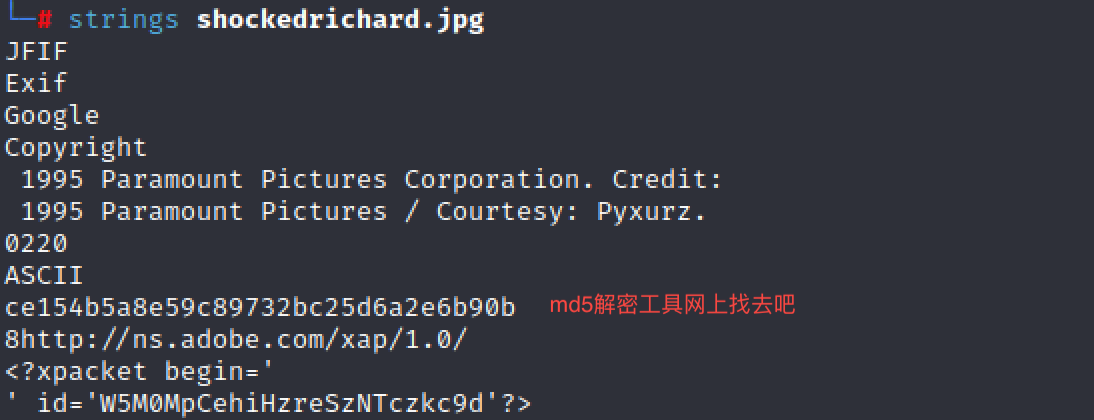 └─# strings shockedrichard.jpg
JFIF
Exif
Google
Copyright
 1995 Paramount Pictures Corporation. Credit:
 1995 Paramount Pictures / Courtesy: Pyxurz.
0220
ASCII
ce154b5a8e59c89732bc25d6a2e6b90b md5解密工具网上找去吧
8http://ns.adobe.com/xap/1.0/
<?xpacket begin='
' id='W5M0MpCehiHzreSzNTczkc9d'?>